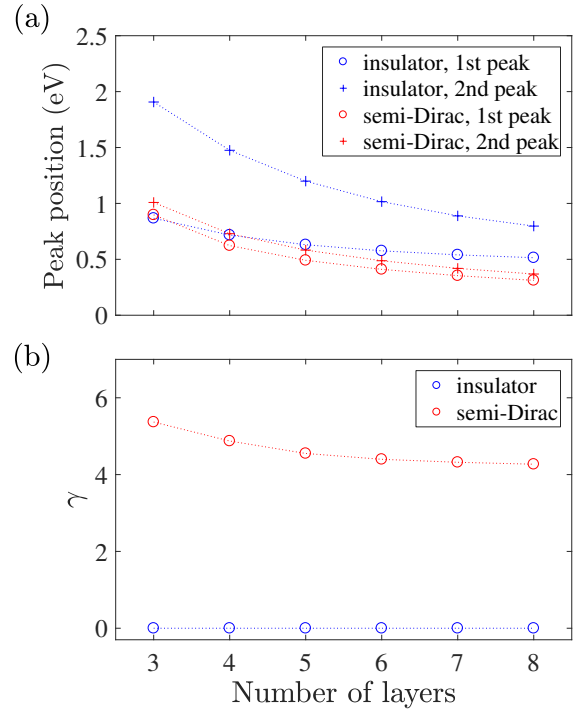 (a)
2.5
2
1.5
1
0.5
0
Peak position (eV)
insulator, 1st peak
insulator, 2nd peak
semi-Dirac, 1st peak
semi-Dirac, 2nd peak
(b)
6
4
2
0
γ
insulator
semi-Dirac
3 4 5 6 7 8
Number of layers